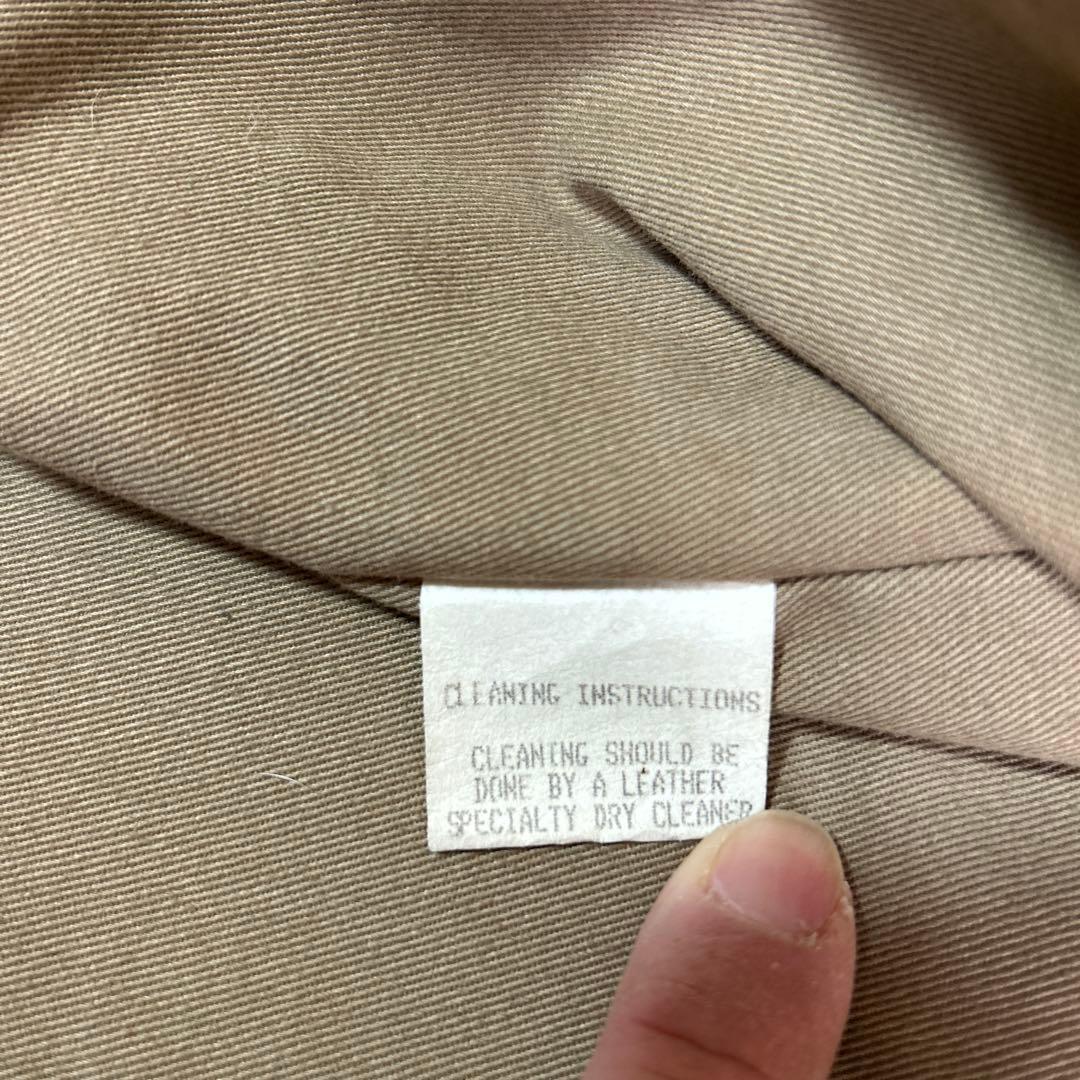 CLEANING INSTRUCTIONS
CLEANING SHOULD BE
DONE BY A LEATHER
SPECIALTY DRY CLEANER